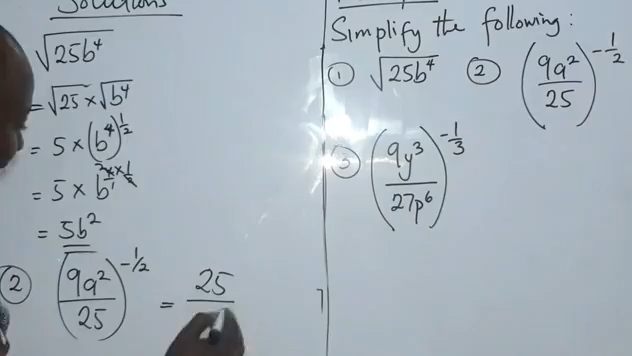 Solutions
√25b⁴
= √25 × √b⁴
= 5 × (b⁴)^½
= 5 × b^
= 5b²
② (9a²/25)^-1/2 = 25
Simplify the following:
① √25b⁴ ② (9a²/25)^-½
③ (9y³/27p⁶)^-⅓